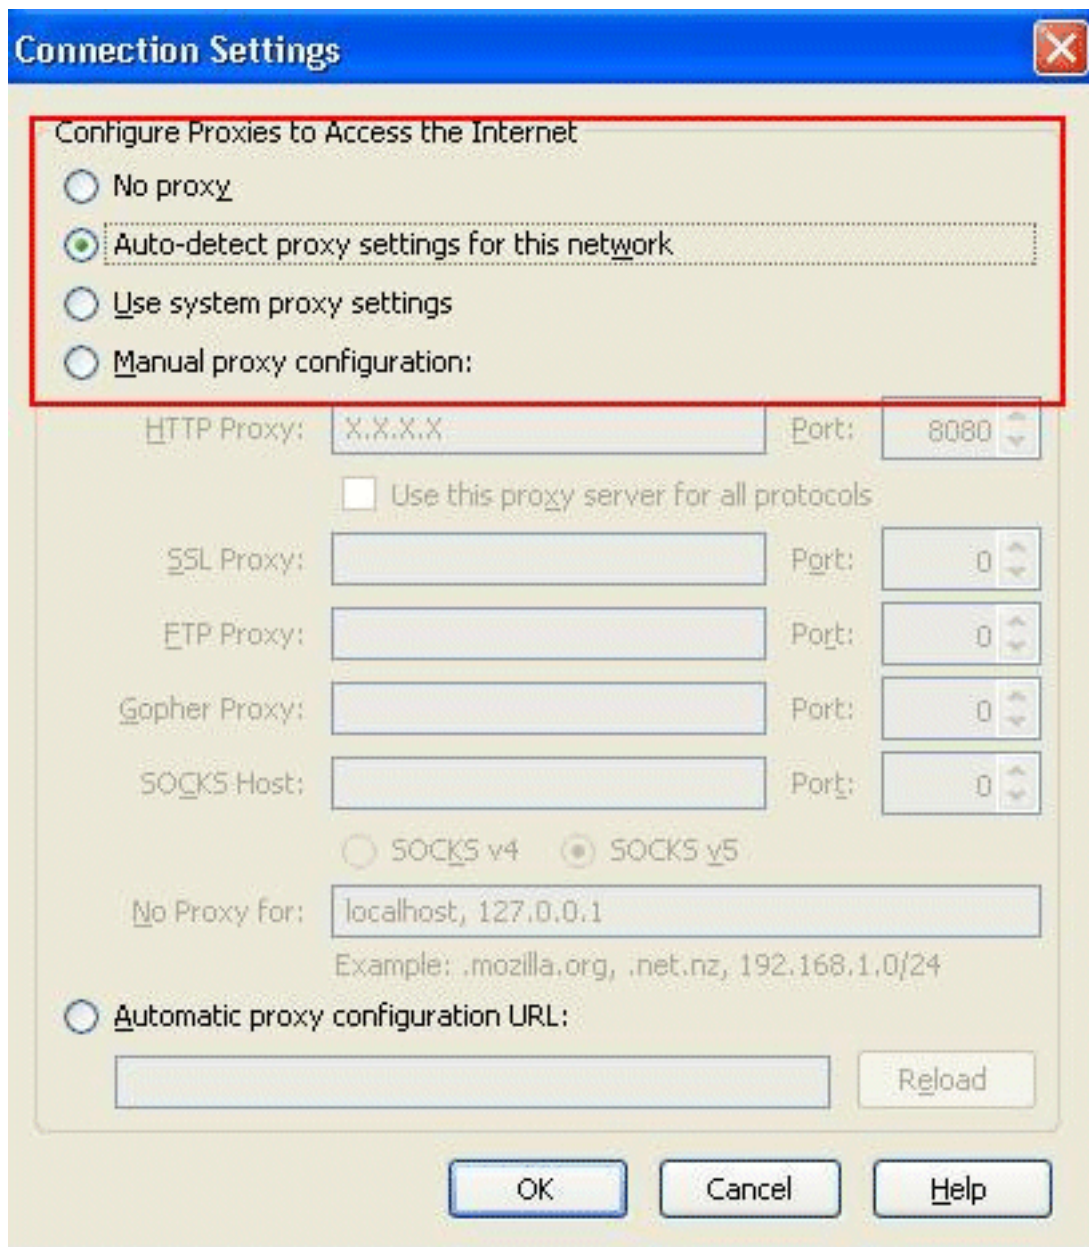 Connection Settings
Configure Proxies to Access the Internet
No proxy
Auto-detect proxy settings for this network
Use system proxy settings
Manual proxy configuration:
HTTP Proxy: X.X.X.X Port: 8080
Use this proxy server for all protocols
SSL Proxy: Port: 0
FTP Proxy: Port: 0
Gopher Proxy: Port: 0
SOCKS Host: Port: 0
SOCKS v4 SOCKS v5
No Proxy for: localhost, 127.0.0.1
Example: .mozilla.org, .net.nz, 192.168.1.0/24
Automatic proxy configuration URL:
Reload
OK Cancel Help